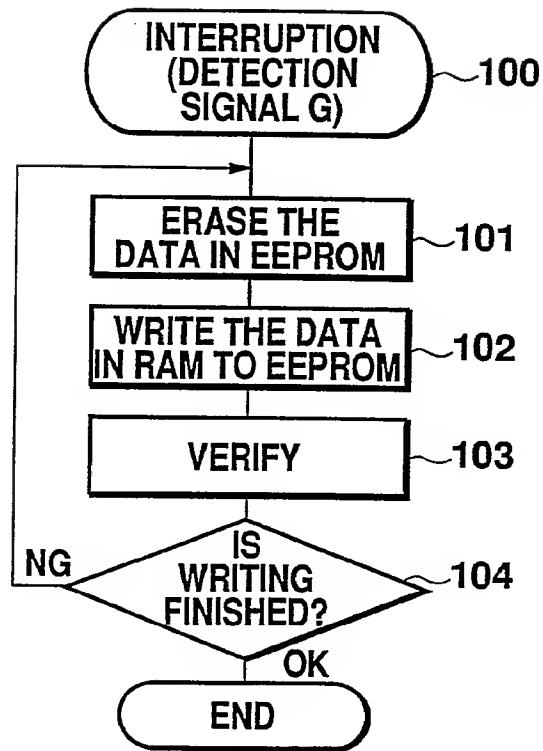 INTERRUPTION
(DETECTION
SIGNAL G)
100
ERASE THE
DATA IN EEPROM
101
WRITE THE DATA
IN RAM TO EEPROM
102
VERIFY
103
IS
WRITING
FINISHED?
104
NG
OK
END